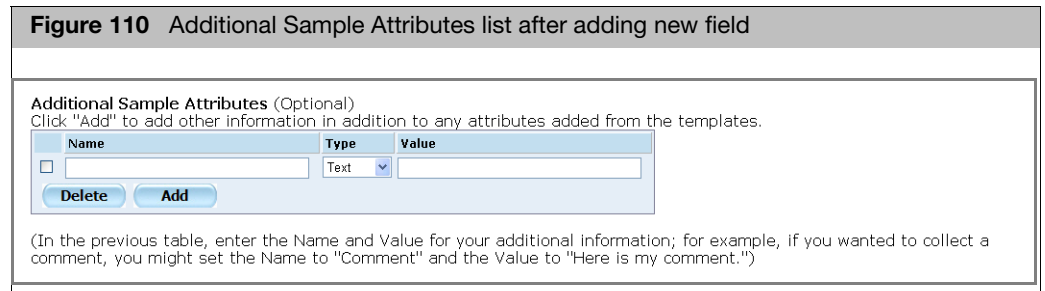 Figure 110 Additional Sample Attributes list after adding new field
Additional Sample Attributes (Optional)
Click "Add" to add other information in addition to any attributes added from the templates.
Name Type Value
Text
Delete Add
(In the previous table, enter the Name and Value for your additional information; for example, if you wanted to collect a
comment, you might set the Name to "Comment" and the Value to "Here is my comment.")